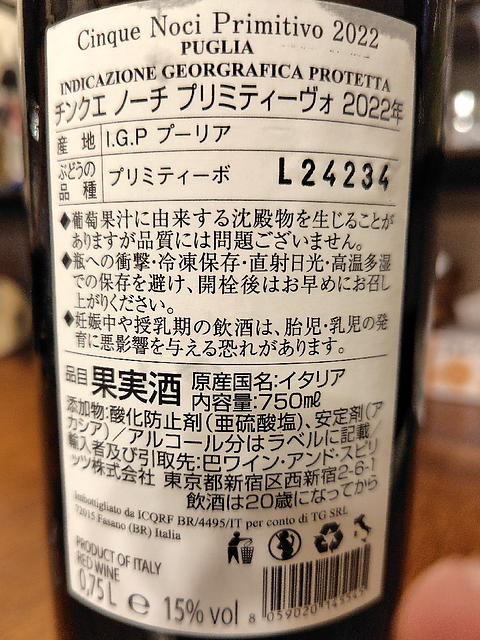 Cinque Noci Primitivo 2022
PUGLIA
INDICAZIONE GEORGRAFICA PROTETTA
チンクエ ノーチ プリミティーヴォ 2022年
産地 I.G.P プーリア
ぶどうの品種 プリミティーボ L24234
◆葡萄果汁に由来する沈殿物を生じることが
ありますが品質には問題ございません。
◆瓶への衝撃・冷凍保存・直射日光・高温多湿
での保存を避け、開栓後はお早めにお召し
上がりください。
◆妊娠中や授乳期の飲酒は、胎児・乳児の発
育に悪影響を与える恐れがあります。
品目 果実酒 原産国名:イタリア
内容量:750mℓ
添加物:酸化防止剤(亜硫酸塩)、安定剤(ア
カシア)/アルコール分はラベルに記載/
輸入者及び引取先:巴ワイン・アンド・スピリ
ッツ株式会社 東京都新宿区西新宿2-6-1
飲酒は20歳になってから
Imbottigliato da ICQRF BR/4495/IT per conto di TG SRL
72015 Fasano (BR) Italia
PRODUCT OF ITALY
RED WINE
0,75L e 15% vol
8 059020